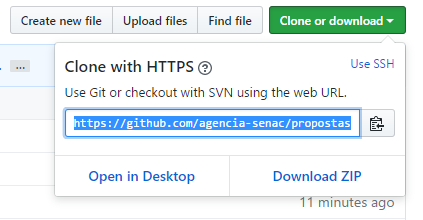 Create new file Upload files Find file Clone or download
...
Clone with HTTPS ? Use SSH
Use Git or checkout with SVN using the web URL.
https://github.com/agencia-senac/propostas
Open in Desktop Download ZIP
11 minutes ago